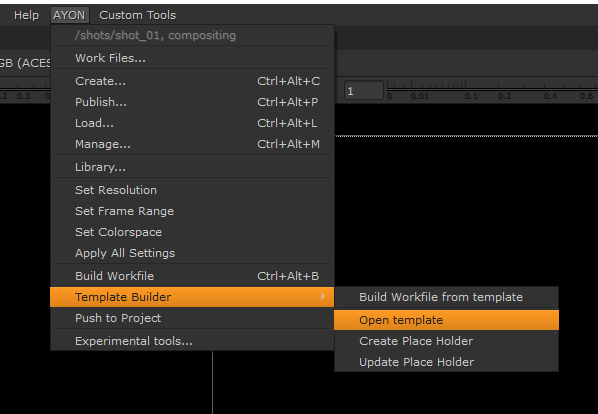 Help AYON Custom Tools
/shots/shot_01, compositing
Work Files...
GB (ACES
Create... Ctrl+Alt+C
Publish... Ctrl+Alt+P
Load... Ctrl+Alt+L
Manage... Ctrl+Alt+M
Library...
Set Resolution
Set Frame Range
Set Colorspace
Apply All Settings
Build Workfile Ctrl+Alt+B
Template Builder
Push to Project
Experimental tools...
0.2 0.3 1 0 0.01 0.1 0.2 0.4 0.6
Build Workfile from template
Open template
Create Place Holder
Update Place Holder